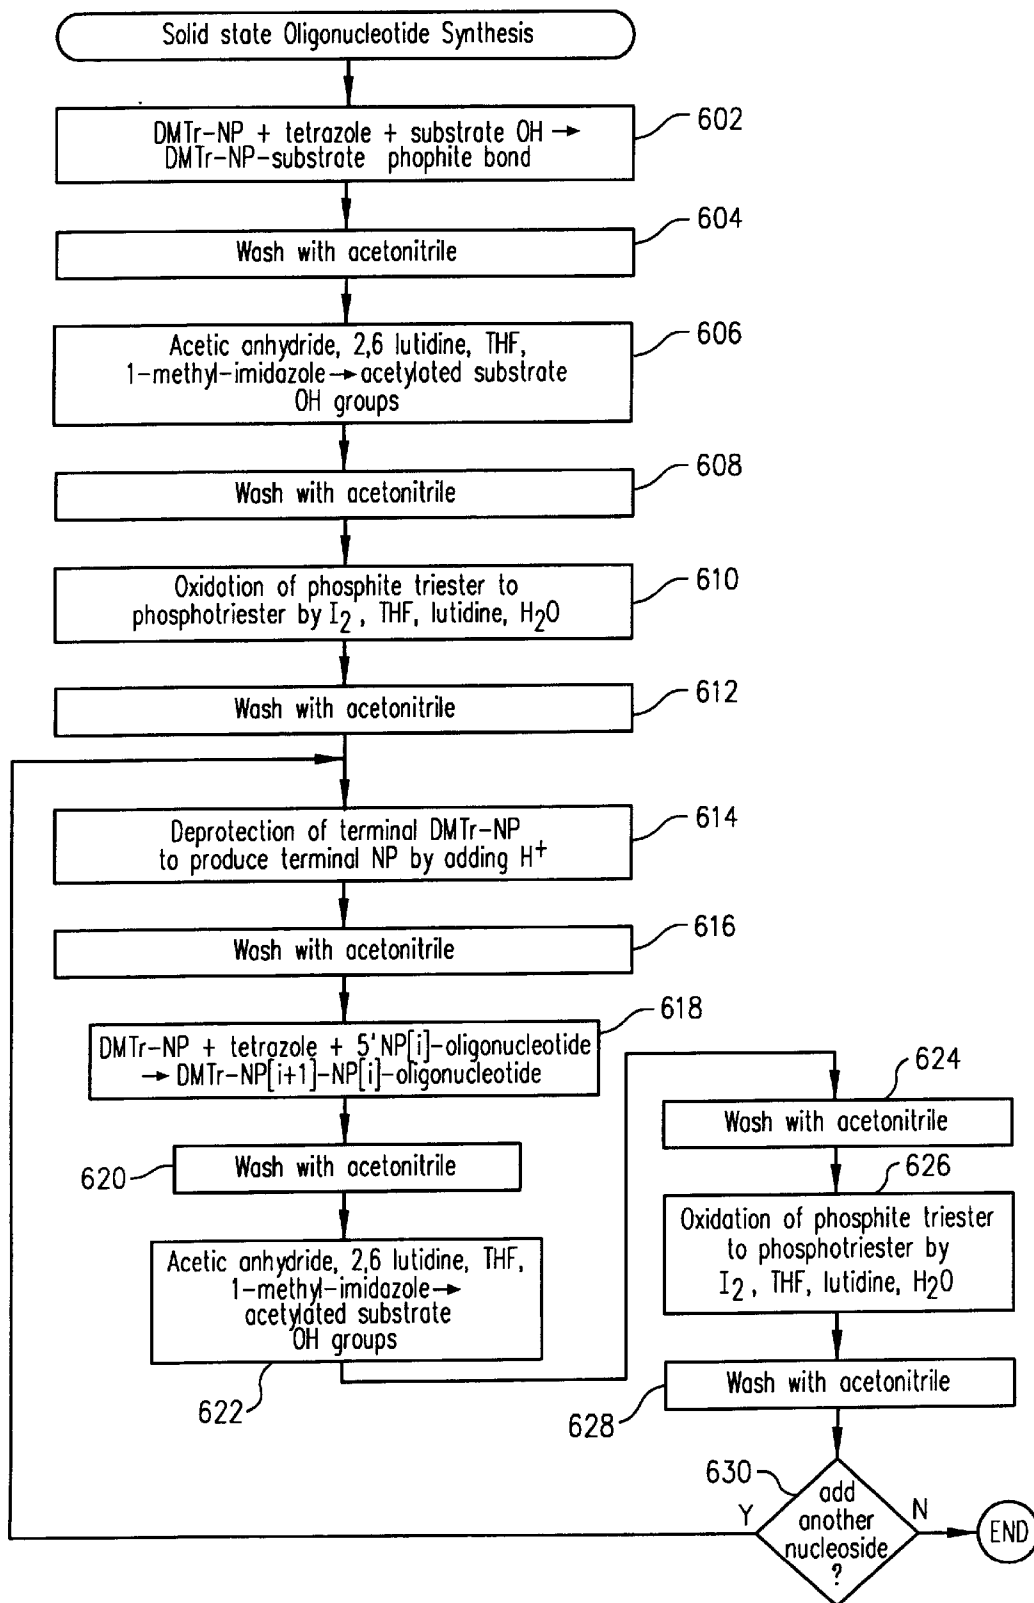 Solid state Oligonucleotide Synthesis
DMTr-NP + tetrazole + substrate OH →
DMTr-NP-substrate phophite bond
602
Wash with acetonitrile
604
Acetic anhydride, 2,6 lutidine, THF,
1-methyl-imidazole → acetylated substrate
OH groups
606
Wash with acetonitrile
608
Oxidation of phosphite triester to
phosphotriester by I2 , THF, lutidine, H2O
610
Wash with acetonitrile
612
Deprotection of terminal DMTr-NP
to produce terminal NP by adding H+
614
Wash with acetonitrile
616
DMTr-NP + tetrazole + 5' NP[i]-oligonucleotide
→ DMTr-NP[i+1]-NP[i]-oligonucleotide
618
Wash with acetonitrile
620
Acetic anhydride, 2,6 lutidine, THF,
1-methyl-imidazole →
acetylated substrate
OH groups
622
624
Wash with acetonitrile
626
Oxidation of phosphite triester
to phosphotriester by
I2 , THF, lutidine, H2O
Wash with acetonitrile
628
630
add
another
nucleoside
?
Y
N
END